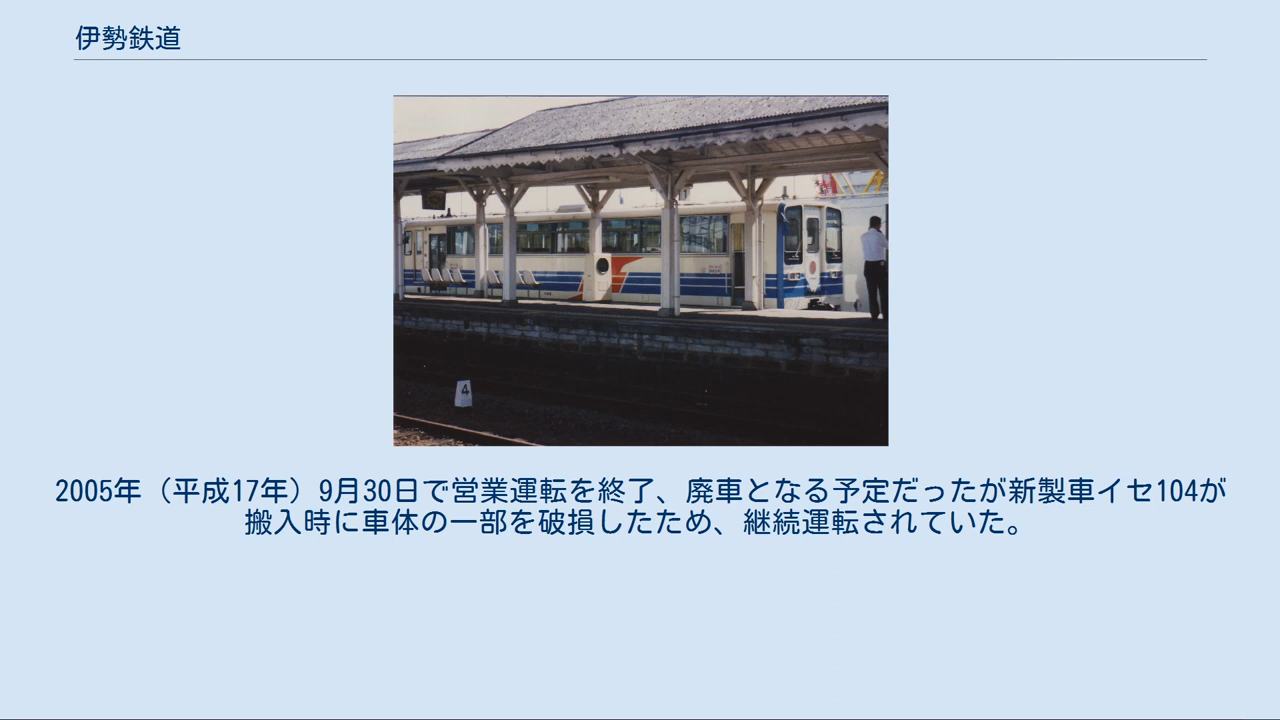 伊勢鉄道
4
2005年（平成17年）9月30日で営業運転を終了、廃車となる予定だったが新製車イセ104が
搬入時に車体の一部を破損したため、継続運転されていた。